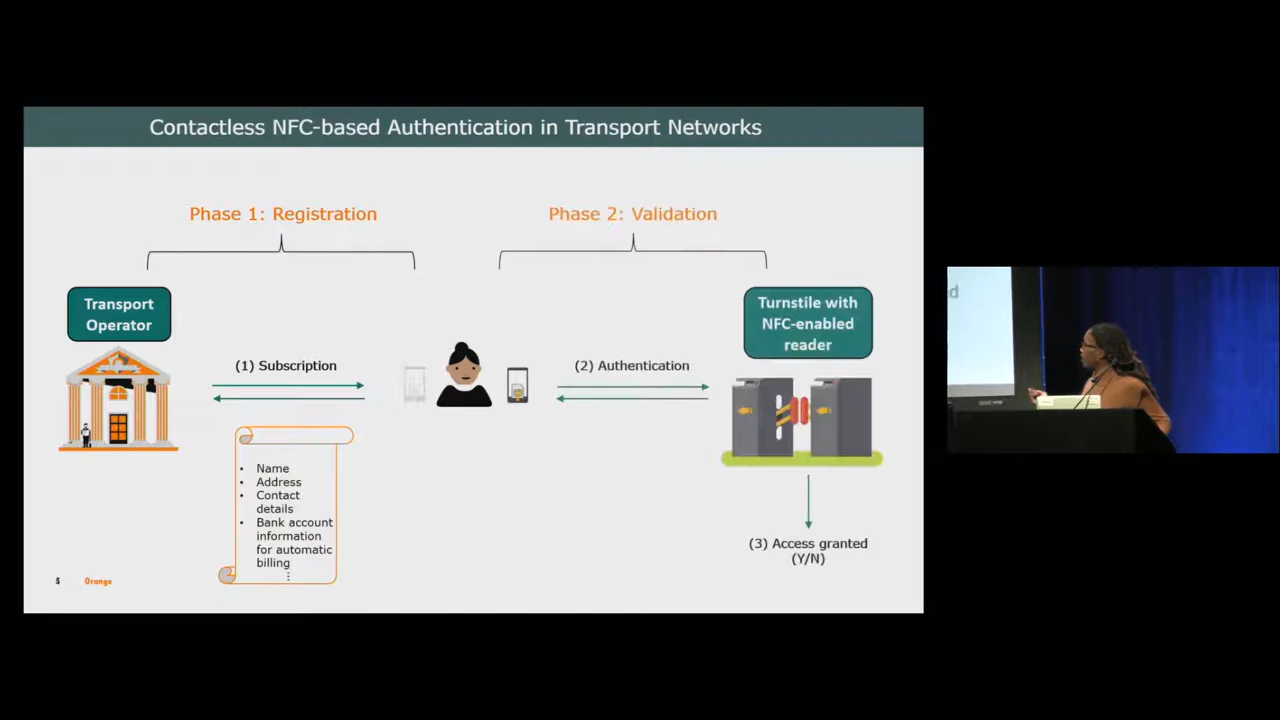 Contactless NFC-based Authentication in Transport Networks
Phase 1: Registration
Phase 2: Validation
Transport
Operator
Turnstile with
NFC-enabled
reader
(1) Subscription
(2) Authentication
• Name
• Address
• Contact
details
• Bank account
information
for automatic
billing
⋮
(3) Access granted
(Y/N)
5
Orange
ed